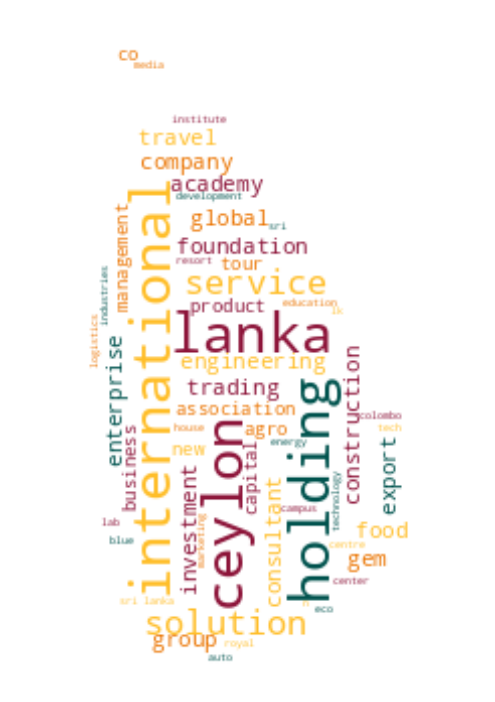 co
media
institute
travel
company
academy
development
global
sri
management
international
foundation
resort
tour
industries
service
product
education
lk
logistics
lanka
engineering
enterprise
trading
holding
construction
association
colombo
house
agro
tech
business
new
ceylon
energy
capital
export
investment
consultant
technology
campus
lab
marketing
food
blue
centre
gem
center
sri lanka
eco
solution
group
royal
auto